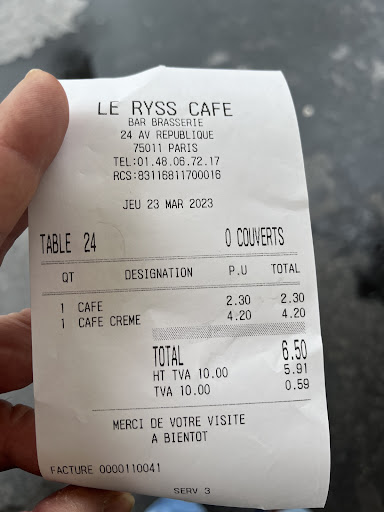 LE RYSS CAFE
BAR BRASSERIE
24 AV REPUBLIQUE
75011 PARIS
TEL:01.48.06.72.17
RCS:83116811700016
JEU 23 MAR 2023
TABLE 24 0 COUVERTS
QT DESIGNATION P.U TOTAL
1 CAFE 2.30 2.30
1 CAFE CREME 4.20 4.20
TOTAL 6.50
HT TVA 10.00 5.91
TVA 10.00 0.59
MERCI DE VOTRE VISITE
A BIENTOT
FACTURE 0000110041
SERV 3